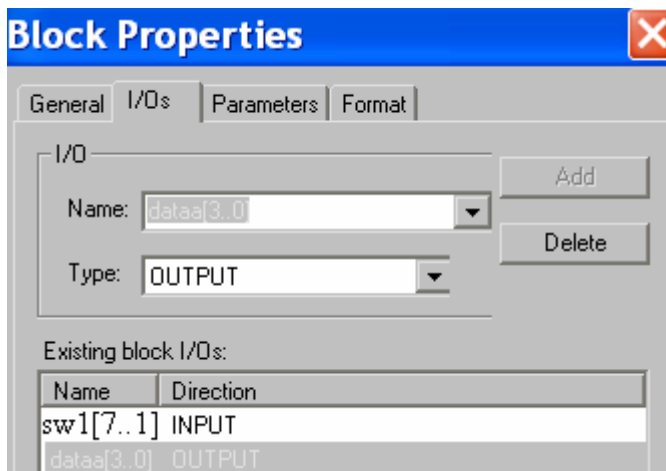 Block Properties
General I/Os Parameters Format
I/O
Name: dataa[3..0]
Add
Type: OUTPUT
Delete
Existing block I/Os:
Name Direction
sw1[7..1] INPUT
dataa[3..0] OUTPUT